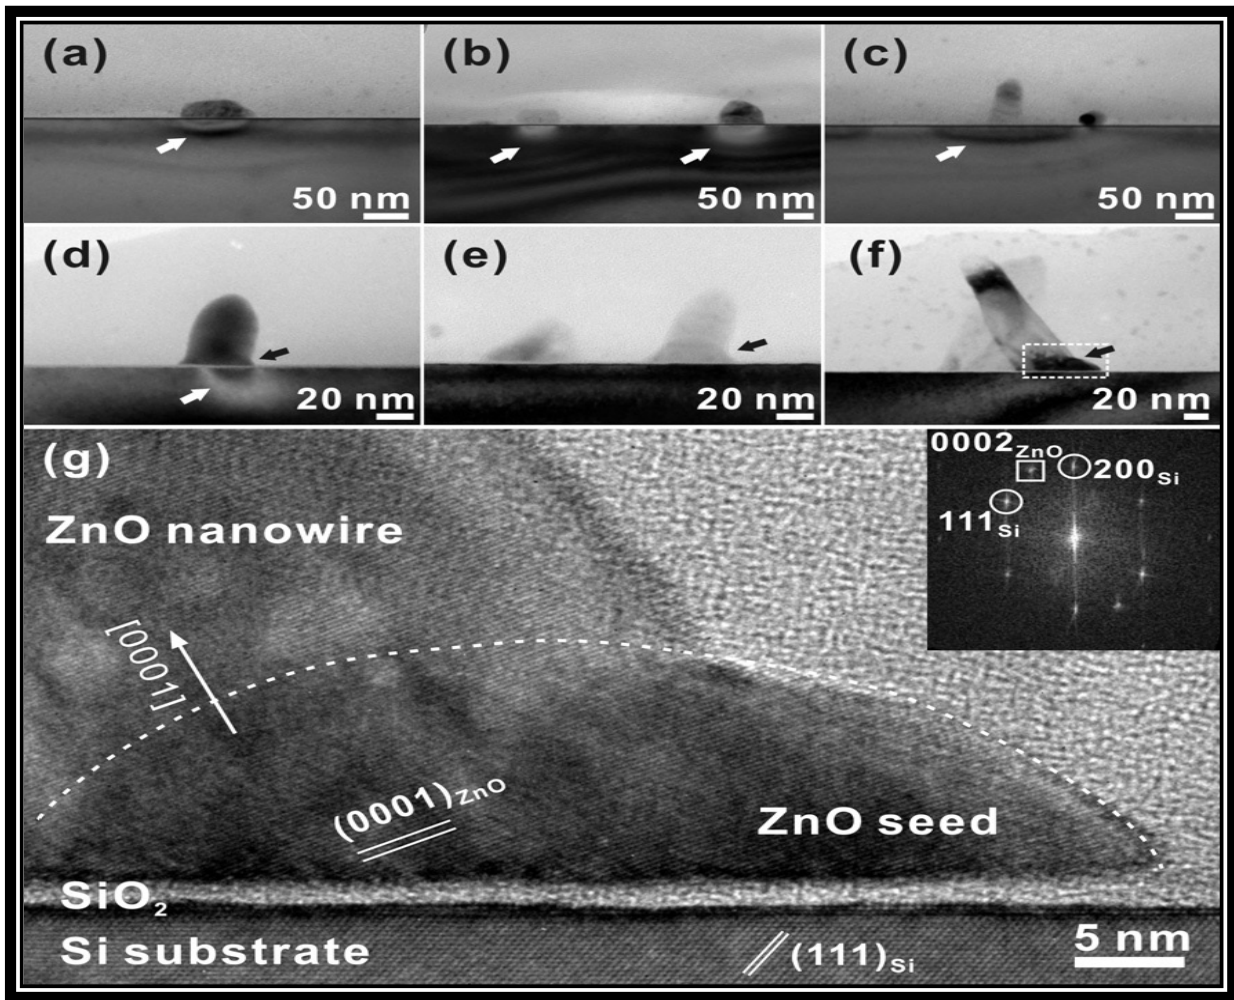 (a)
50 nm
(b)
50 nm
(c)
50 nm
(d)
20 nm
(e)
20 nm
(f)
20 nm
(g)
0002ZnO
200Si
111Si
ZnO nanowire
[0001]
(0001)ZnO
ZnO seed
SiO₂
Si substrate
(111)Si
5 nm